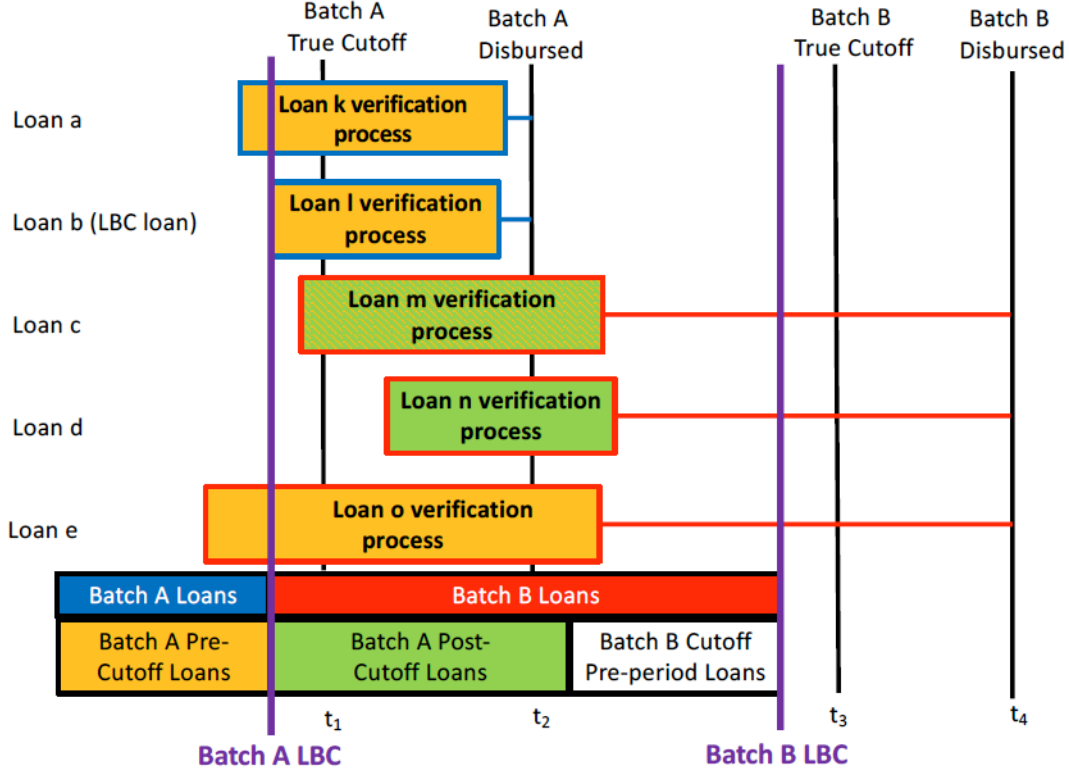 Batch A
True Cutoff
Batch A
Disbursed
Batch B
True Cutoff
Batch B
Disbursed
Loan a
Loan k verification
process
Loan b (LBC loan)
Loan l verification
process
Loan c
Loan m verification
process
Loan d
Loan n verification
process
Loan e
Loan o verification
process
Batch A Loans
Batch B Loans
Batch A Pre-
Cutoff Loans
Batch A Post-
Cutoff Loans
Batch B Cutoff
Pre-period Loans
t₁
t₂
t₃
t₄
Batch A LBC
Batch B LBC